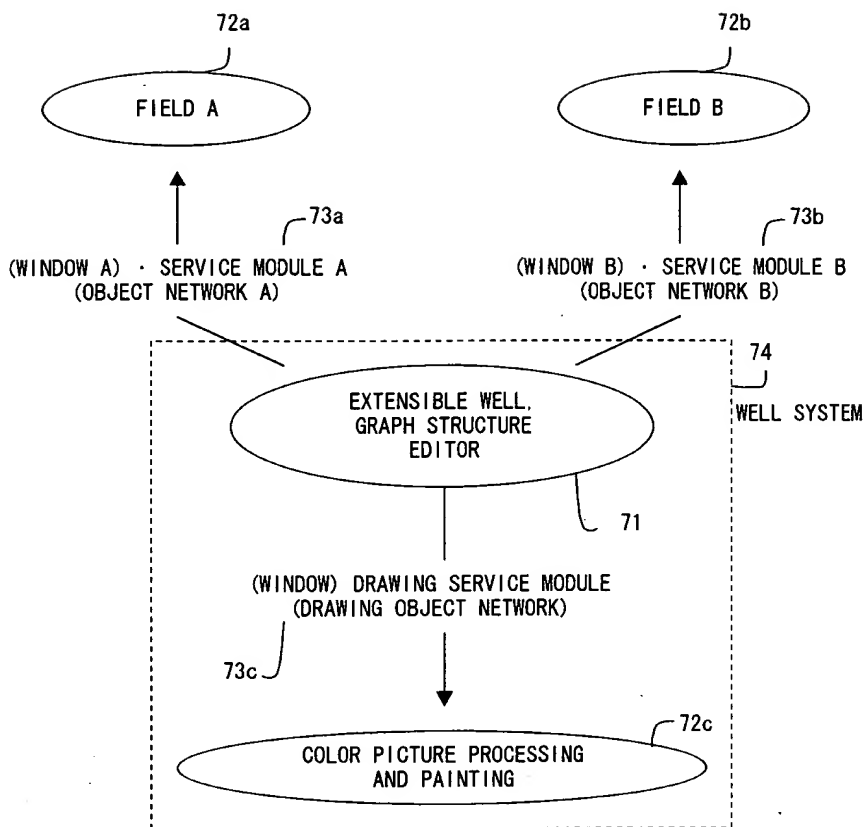 72a
72b
FIELD A
FIELD B
73a
73b
(WINDOW A) · SERVICE MODULE A
(OBJECT NETWORK A)
(WINDOW B) · SERVICE MODULE B
(OBJECT NETWORK B)
74
WELL SYSTEM
EXTENSIBLE WELL,
GRAPH STRUCTURE
EDITOR
71
(WINDOW) DRAWING SERVICE MODULE
(DRAWING OBJECT NETWORK)
73c
72c
COLOR PICTURE PROCESSING
AND PAINTING